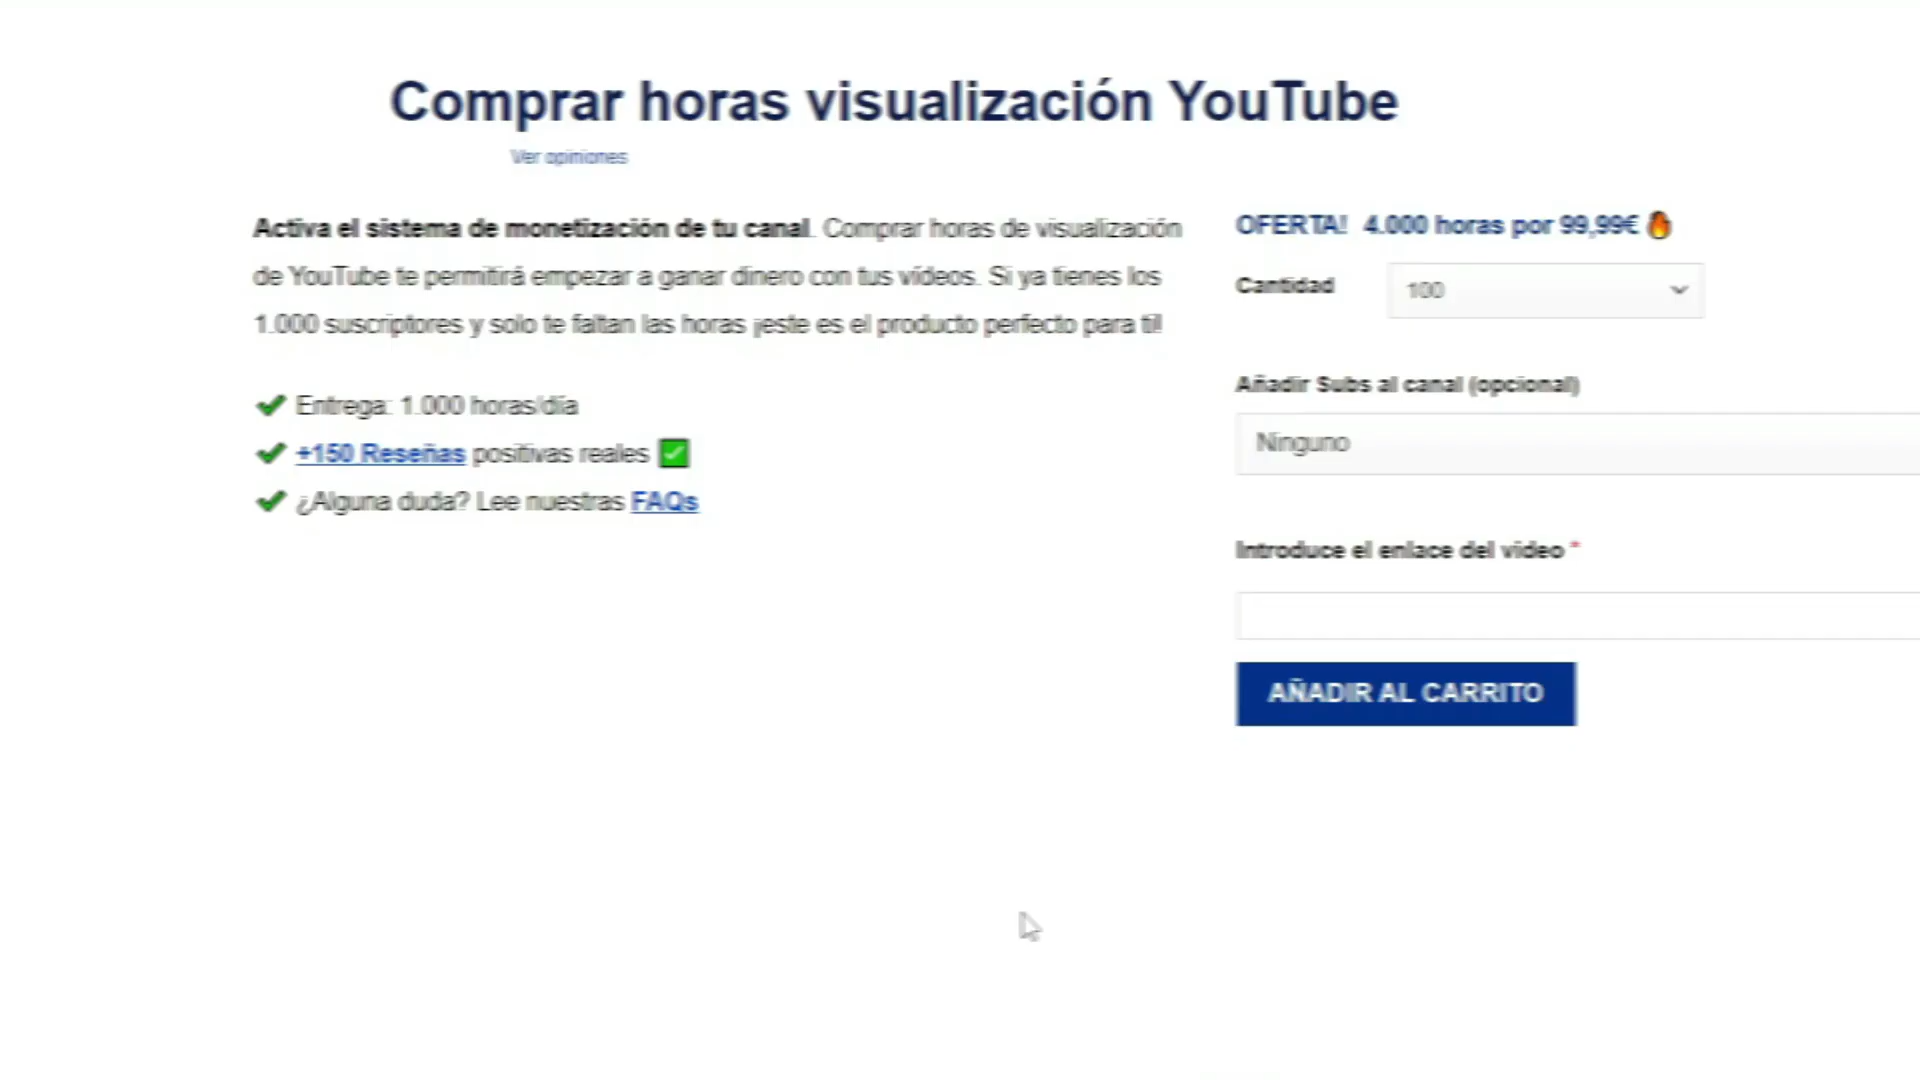 Comprar horas visualización YouTube
Ver opiniones
Activa el sistema de monetización de tu canal. Comprar horas de visualización
de YouTube te permitirá empezar a ganar dinero con tus vídeos. Si ya tienes los
1.000 suscriptores y solo te faltan las horas ¡este es el producto perfecto para ti!
Entrega: 1.000 horas/día
+150 Reseñas positivas reales
¿Alguna duda? Lee nuestras FAQs
OFERTA! 4.000 horas por 99,99€
Cantidad
100
Añadir Subs al canal (opcional)
Ninguno
Introduce el enlace del video *
AÑADIR AL CARRITO